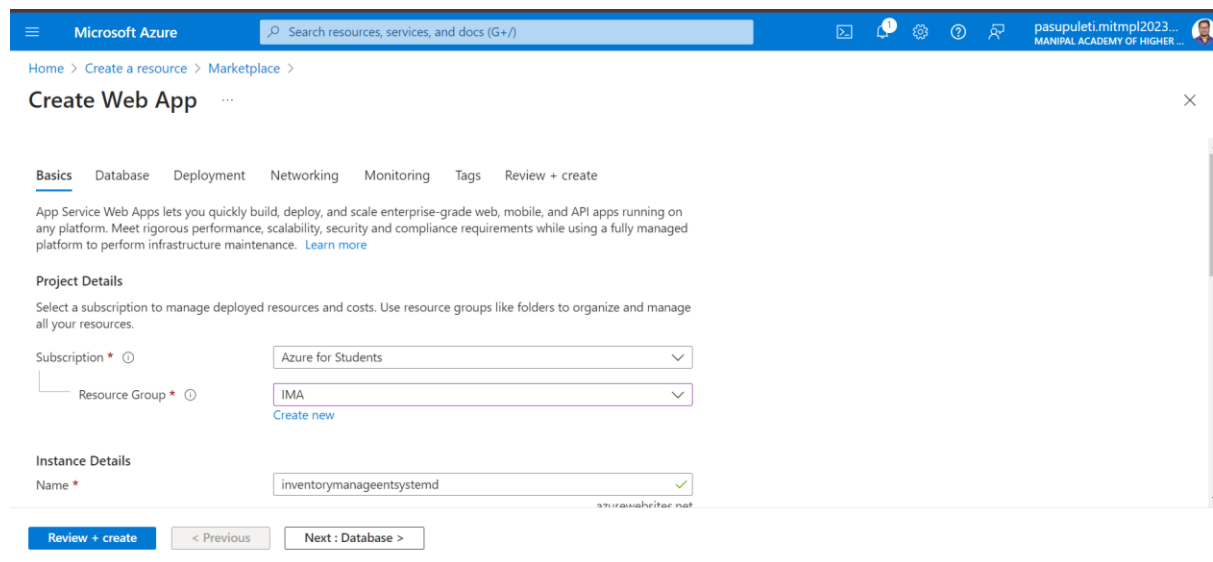 Microsoft Azure
Search resources, services, and docs (G+/)
1
pasupuleti.mitmpl2023...
MANIPAL ACADEMY OF HIGHER ...
Home > Create a resource > Marketplace >
Create Web App ...
Basics Database Deployment Networking Monitoring Tags Review + create
App Service Web Apps lets you quickly build, deploy, and scale enterprise-grade web, mobile, and API apps running on
any platform. Meet rigorous performance, scalability, security and compliance requirements while using a fully managed
platform to perform infrastructure maintenance. Learn more
Project Details
Select a subscription to manage deployed resources and costs. Use resource groups like folders to organize and manage
all your resources.
Subscription * Azure for Students
Resource Group * IMA
Create new
Instance Details
Name * inventorymanageentsystemd
.azurewebsites.net
Review + create < Previous Next : Database >